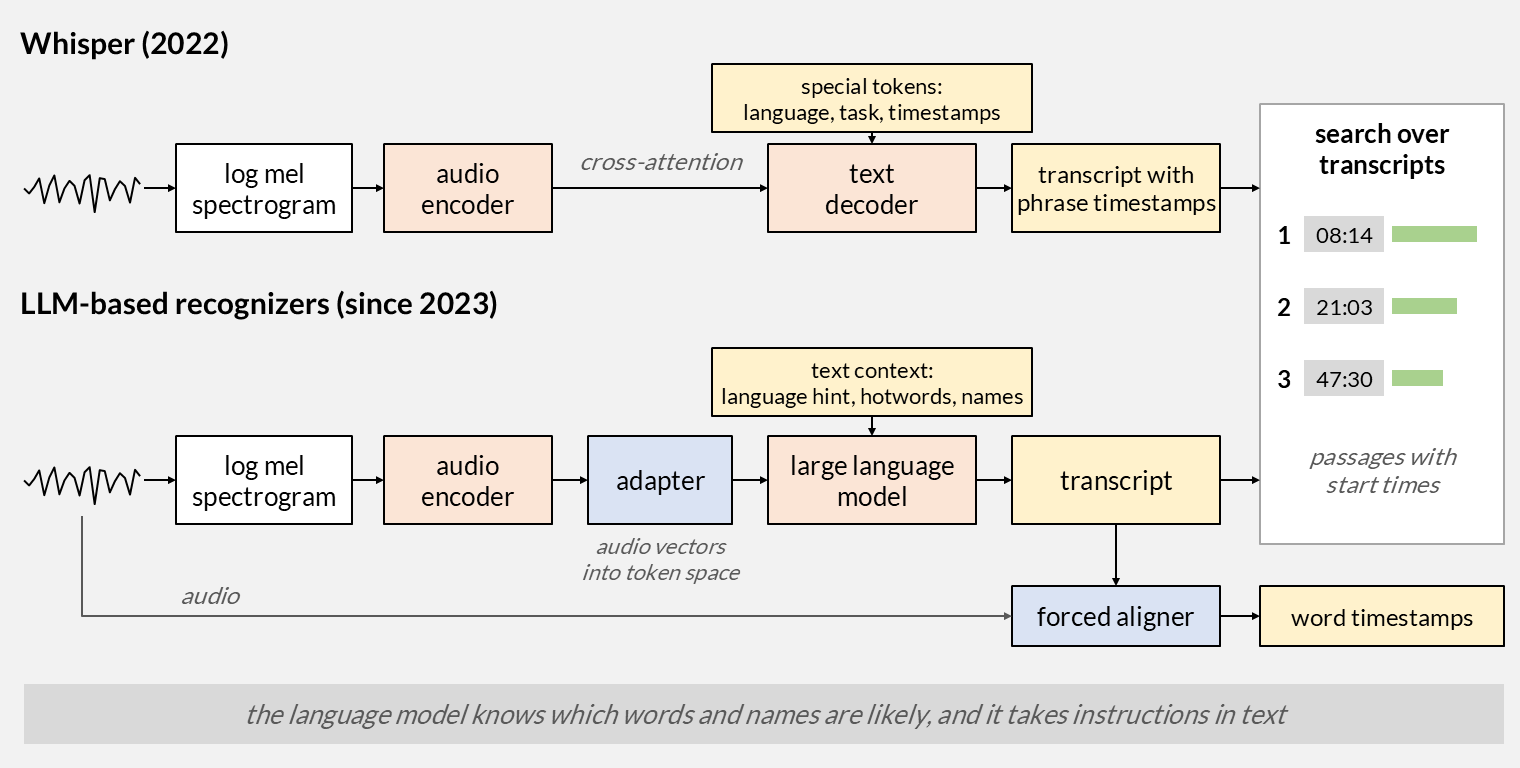 Whisper (2022)
special tokens:
language, task, timestamps
log mel
spectrogram
audio
encoder
cross-attention
text
decoder
transcript with
phrase timestamps
search over
transcripts
1 08:14
2 21:03
3 47:30
passages with
start times
LLM-based recognizers (since 2023)
text context:
language hint, hotwords, names
log mel
spectrogram
audio
encoder
adapter
large language
model
transcript
audio vectors
into token space
audio
forced aligner
word timestamps
the language model knows which words and names are likely, and it takes instructions in text